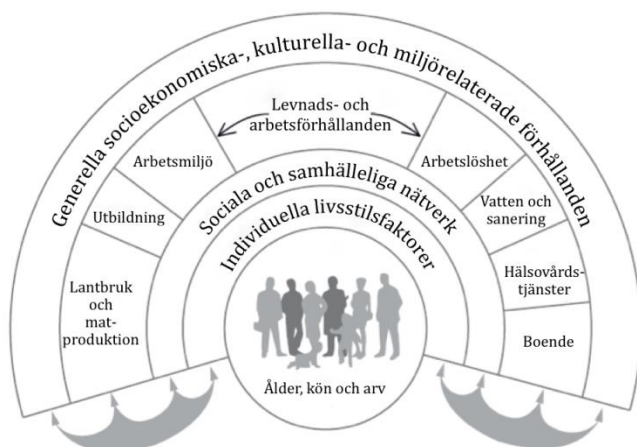 Generella socioekonomiska-, kulturella- och miljörelaterade förhållanden
Levnads- och
arbetsförhållanden
Arbetsmiljö
Utbildning
Lantbruk
och
mat-
produktion
Arbetslöshet
Vatten och
sanering
Hälsovårds-
tjänster
Boende
Sociala och samhälleliga nätverk
Individuella livsstilsfaktorer
Ålder, kön och arv